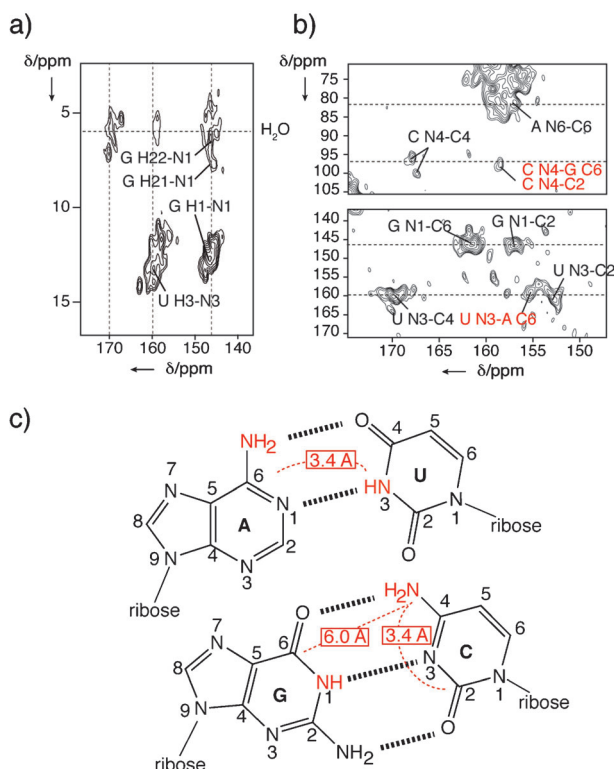 a)
δ/ppm
5
10
15
H₂O
G H22-N1
G H21-N1
G H1-N1
U H3-N3
170 160 150 140
δ/ppm
b)
δ/ppm
75
80
85
90
95
100
105
A N6-C6
C N4-C4
C N4-G C6
C N4-C2
140
145
150
155
160
165
170
G N1-C6
G N1-C2
U N3-C2
U N3-C4
U N3-A C6
170 165 160 155 150
δ/ppm
c)
NH₂
3.4 A
O
4
5
6
U
HN
3
2
1
N
O
ribose
7
N
5
6
N
1
8
A
9
N
4
N
3
2
ribose
H₂N
4
5
6
O
6.0 A
3.4 A
C
N
3
2
N
1
O
ribose
7
N
5
6
8
NH
1
G
9
N
4
N
3
2
NH₂
ribose